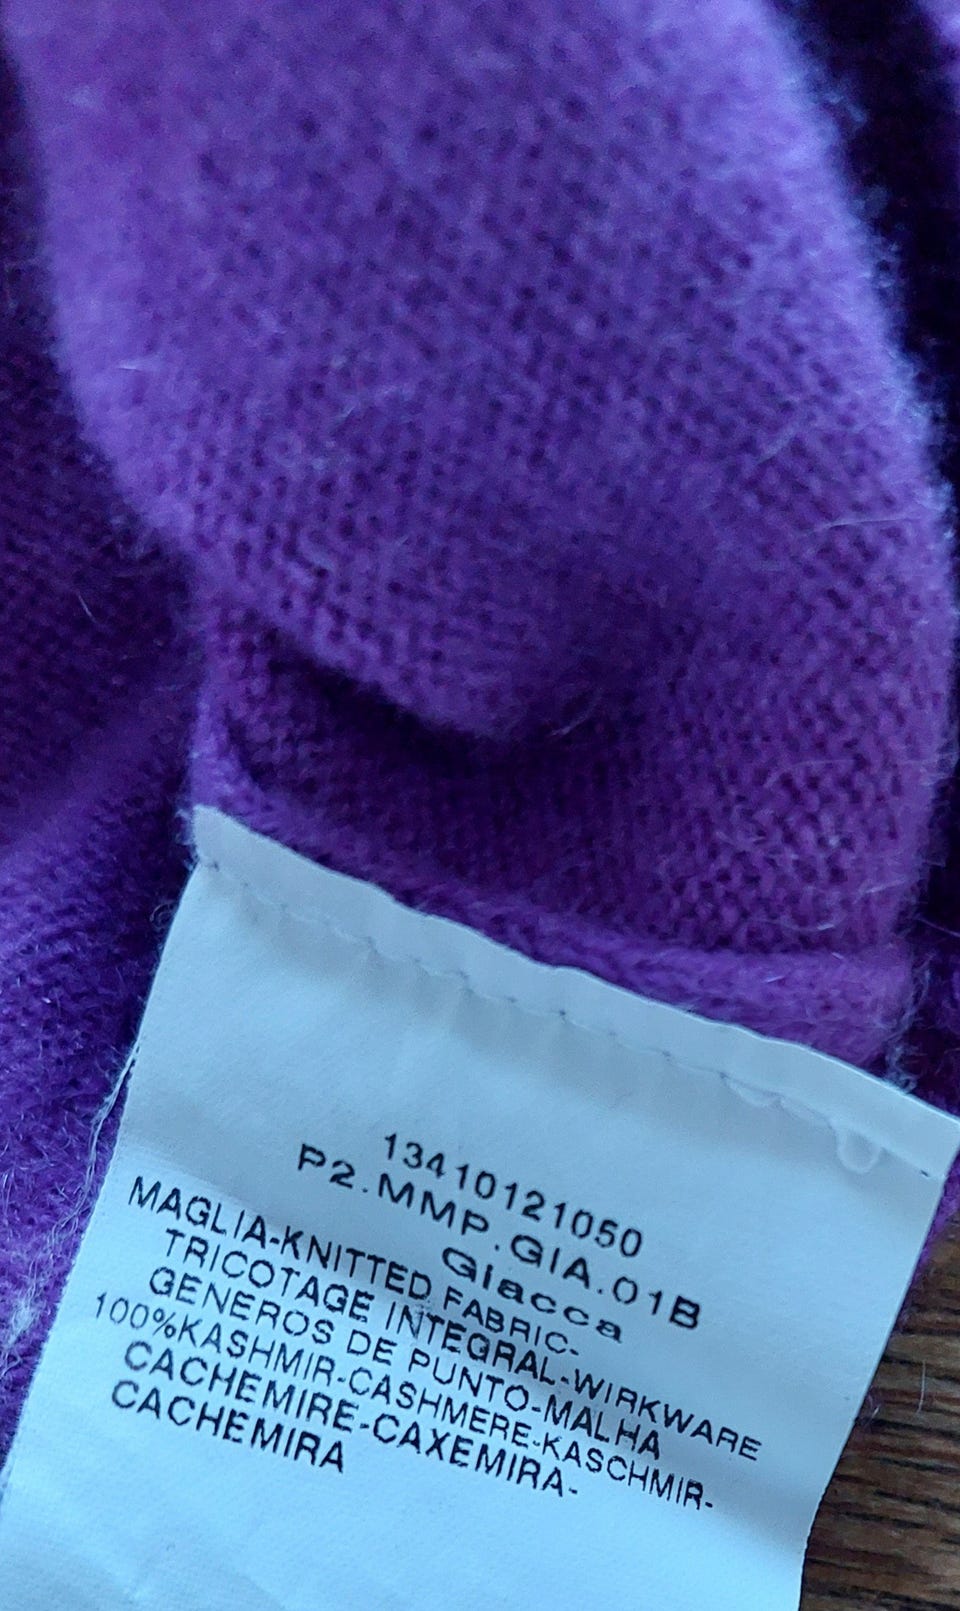 13410121050
P2.MMP.GIA.01B
Giacca
MAGLIA-KNITTED FABRIC-
TRICOTAGE INTEGRAL-WIRKWARE
GENEROS DE PUNTO-MALHA
100%KASHMIR-CASHMERE-KASCHMIR-
CACHEMIRE-CAXEMIRA-
CACHEMIRA